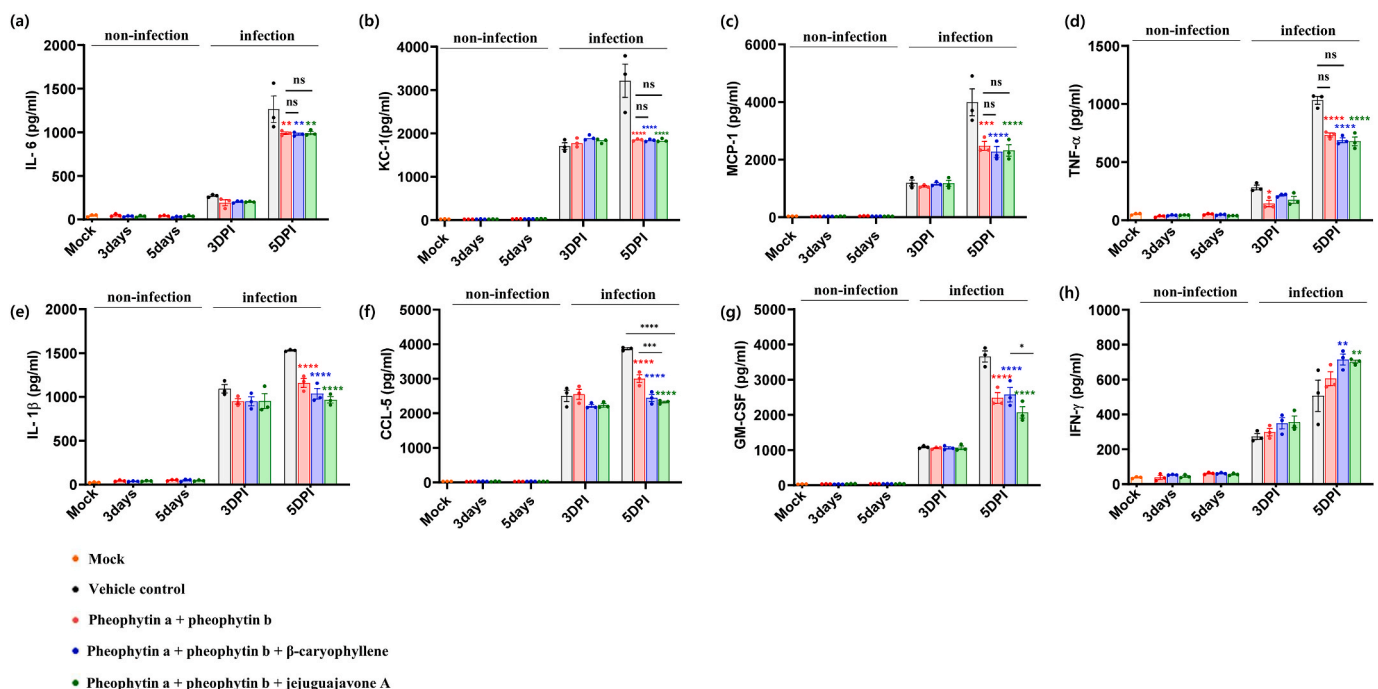 (a)
non-infection infection
IL- 6 (pg/ml)
2000
1500
1000
500
0
ns
ns
** ** **
Mock 3days 5days 3DPI 5DPI
(b)
non-infection infection
KC-1(pg/ml)
4000
3000
2000
1000
0
ns
ns
**** **** ****
Mock 3days 5days 3DPI 5DPI
(c)
non-infection infection
MCP-1 (pg/ml)
6000
4000
2000
0
ns
ns
*** **** ****
Mock 3days 5days 3DPI 5DPI
(d)
non-infection infection
TNF-α (pg/ml)
1500
1000
500
0
ns
ns
* **** **** ****
Mock 3days 5days 3DPI 5DPI
(e)
non-infection infection
IL- 1β (pg/ml)
2000
1500
1000
500
0
**** **** ****
Mock 3days 5days 3DPI 5DPI
(f)
non-infection infection
CCL-5 (pg/ml)
5000
4000
3000
2000
1000
0
****
***
**** **** ****
Mock 3days 5days 3DPI 5DPI
(g)
non-infection infection
GM-CSF (pg/ml)
5000
4000
3000
2000
1000
0
*
**** **** ****
Mock 3days 5days 3DPI 5DPI
(h)
non-infection infection
IFN-γ (pg/ml)
1000
800
600
400
200
0
** **
Mock 3days 5days 3DPI 5DPI
Mock
Vehicle control
Pheophytin a + pheophytin b
Pheophytin a + pheophytin b + β-caryophyllene
Pheophytin a + pheophytin b + jejuguajavone A